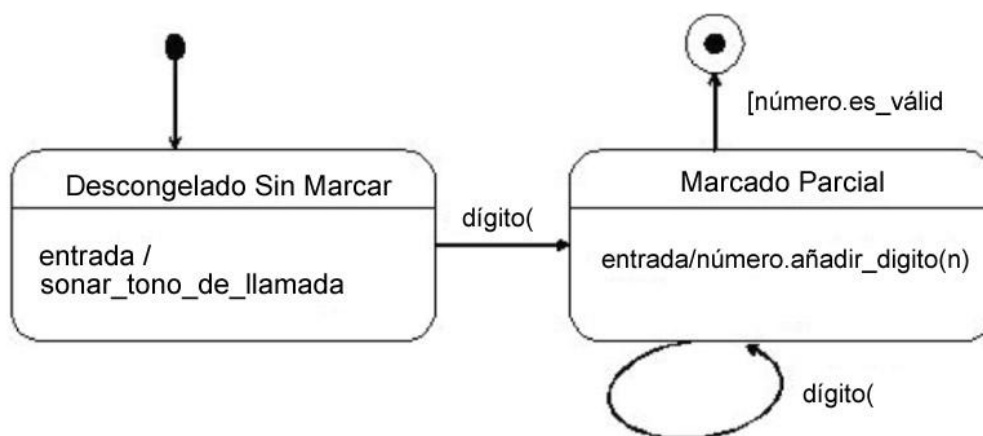 [número.es_válid
Descongelado Sin Marcar
Marcado Parcial
dígito(
entrada /
sonar_tono_de_llamada
entrada/número.añadir_digito(n)
dígito(